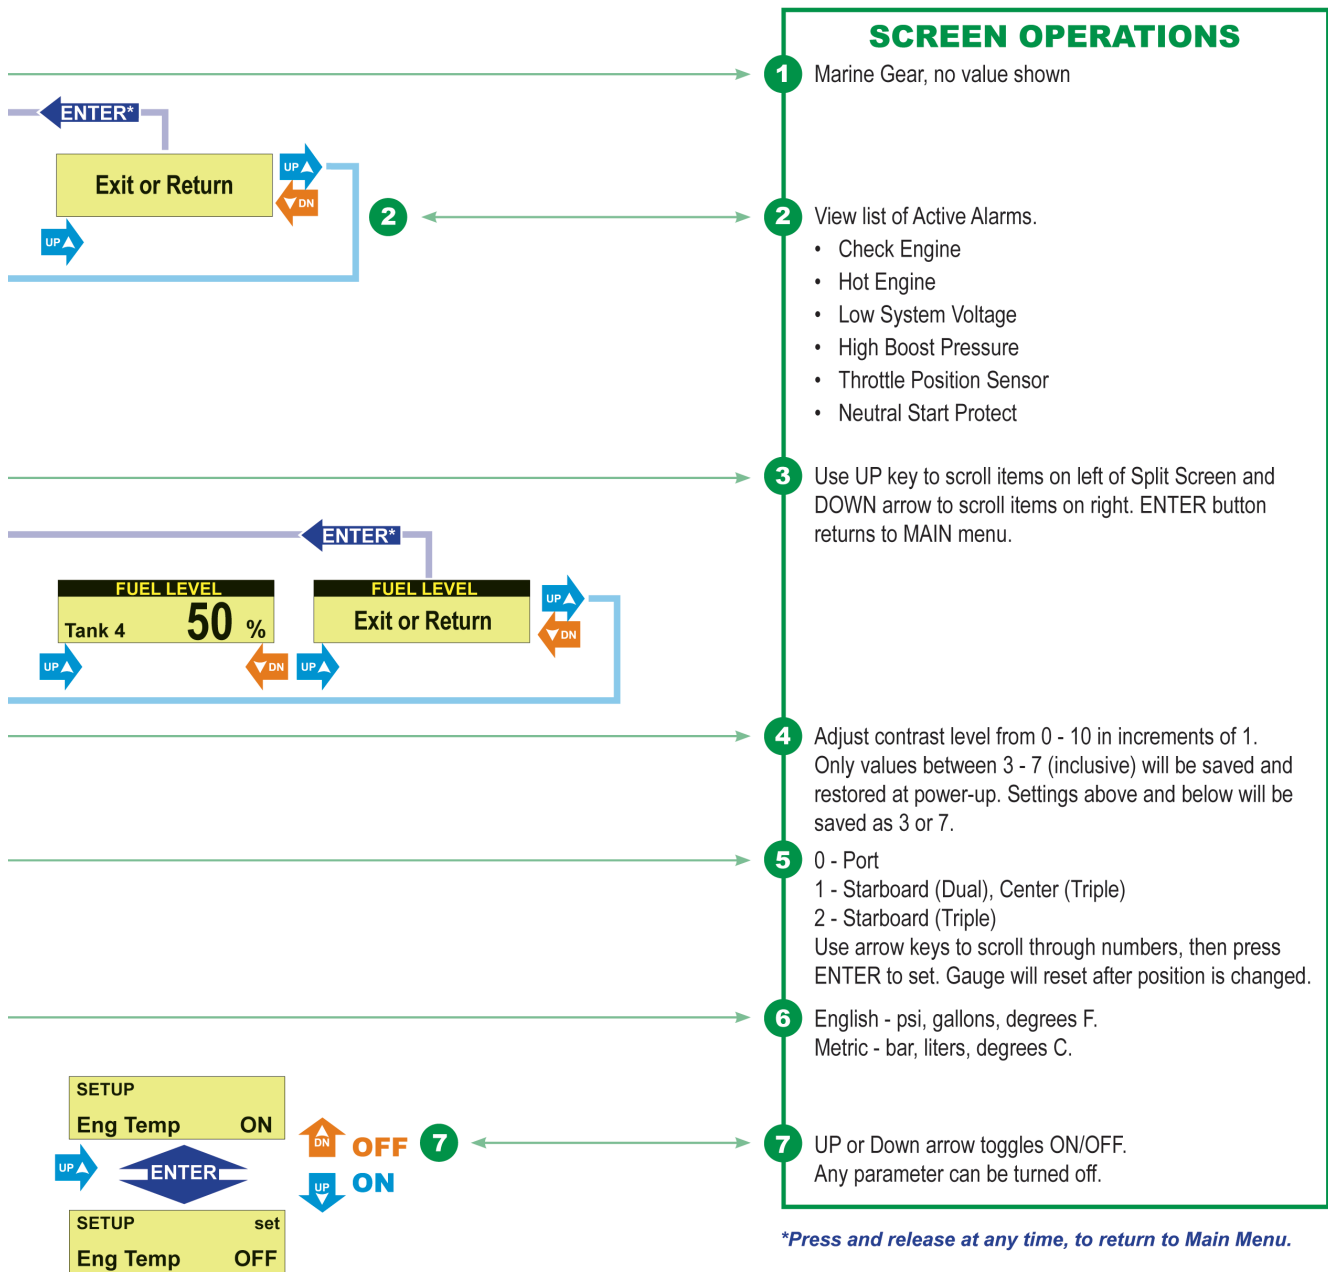 SCREEN OPERATIONS
1 Marine Gear, no value shown
ENTER*
Exit or Return
UP
DN
UP
2
2 View list of Active Alarms.
• Check Engine
• Hot Engine
• Low System Voltage
• High Boost Pressure
• Throttle Position Sensor
• Neutral Start Protect
3 Use UP key to scroll items on left of Split Screen and
DOWN arrow to scroll items on right. ENTER button
returns to MAIN menu.
ENTER*
FUEL LEVEL
Tank 4 50 %
UP
DN
FUEL LEVEL
Exit or Return
UP
DN
UP
4 Adjust contrast level from 0 - 10 in increments of 1.
Only values between 3 - 7 (inclusive) will be saved and
restored at power-up. Settings above and below will be
saved as 3 or 7.
5 0 - Port
1 - Starboard (Dual), Center (Triple)
2 - Starboard (Triple)
Use arrow keys to scroll through numbers, then press
ENTER to set. Gauge will reset after position is changed.
6 English - psi, gallons, degrees F.
Metric - bar, liters, degrees C.
SETUP
Eng Temp ON
UP
ENTER
DN OFF
UP ON
7
SETUP set
Eng Temp OFF
7 UP or Down arrow toggles ON/OFF.
Any parameter can be turned off.
*Press and release at any time, to return to Main Menu.